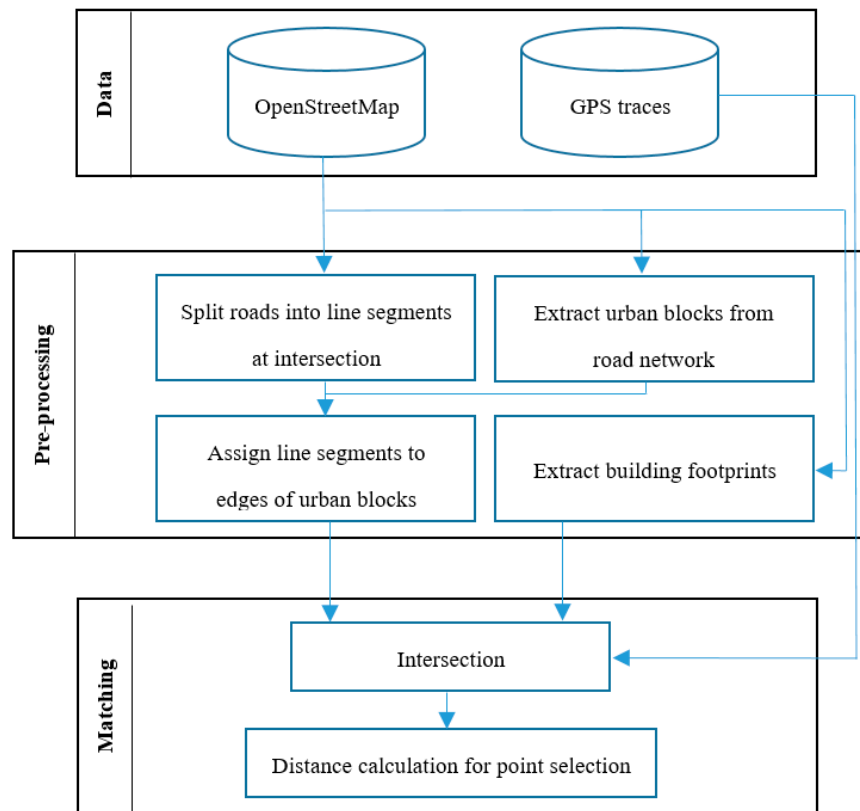 Data
OpenStreetMap
GPS traces
Pre-processing
Split roads into line segments
at intersection
Extract urban blocks from
road network
Assign line segments to
edges of urban blocks
Extract building footprints
Matching
Intersection
Distance calculation for point selection